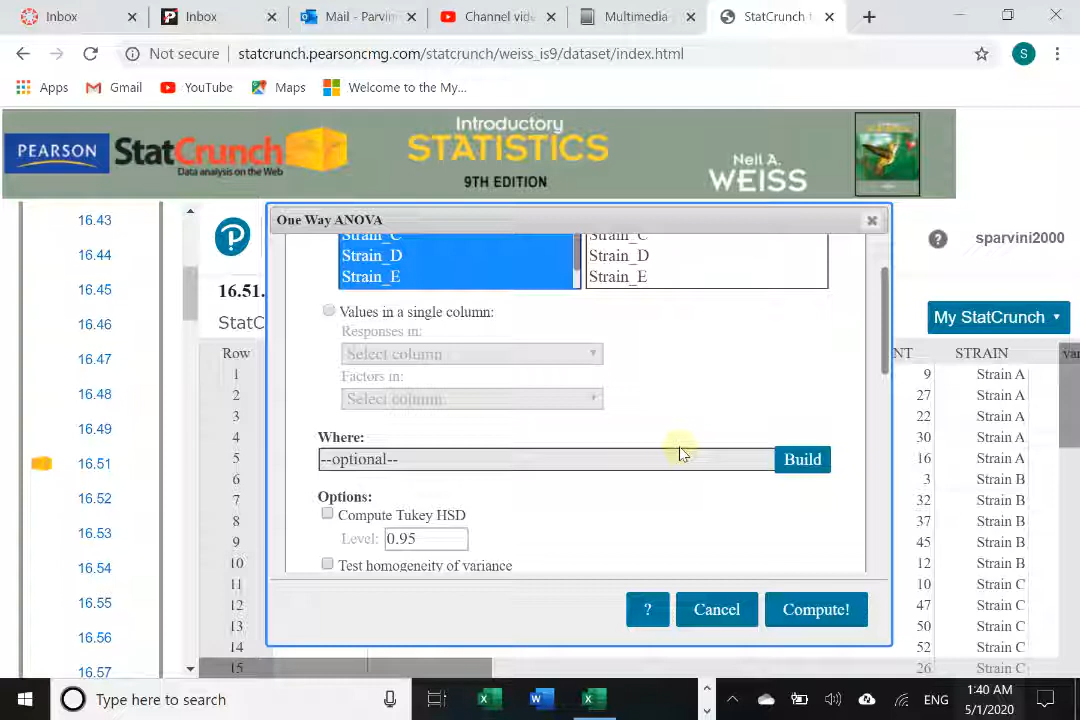 Inbox
Inbox
Mail - Parvin
Channel vide
Multimedia
StatCrunch
Not secure
statcrunch.pearsoncmg.com/statcrunch/weiss_is9/dataset/index.html
S
Apps
Gmail
YouTube
Maps
Welcome to the My...
PEARSON
StatCrunch
Data analysis on the Web
Introductory
STATISTICS
9TH EDITION
Neil A.
WEISS
16.43
16.44
16.45
16.46
16.47
16.48
16.49
16.51
16.52
16.53
16.54
16.55
16.56
16.57
P
16.51.
StatC
?
sparvini2000
My StatCrunch
Row
NT
STRAIN
var
1
9
Strain A
2
27
Strain A
3
22
Strain A
4
30
Strain A
5
16
Strain A
6
3
Strain B
7
32
Strain B
8
37
Strain B
9
45
Strain B
10
12
Strain B
11
10
Strain C
12
47
Strain C
13
50
Strain C
14
52
Strain C
15
26
Strain C
One Way ANOVA
Strain_C
Strain_D
Strain_E
Strain_C
Strain_D
Strain_E
Values in a single column:
Responses in:
Select column
Factors in:
Select column
Where:
--optional--
Build
Options:
Compute Tukey HSD
Level: 0.95
Test homogeneity of variance
?
Cancel
Compute!
Type here to search
ENG
1:40 AM
5/1/2020